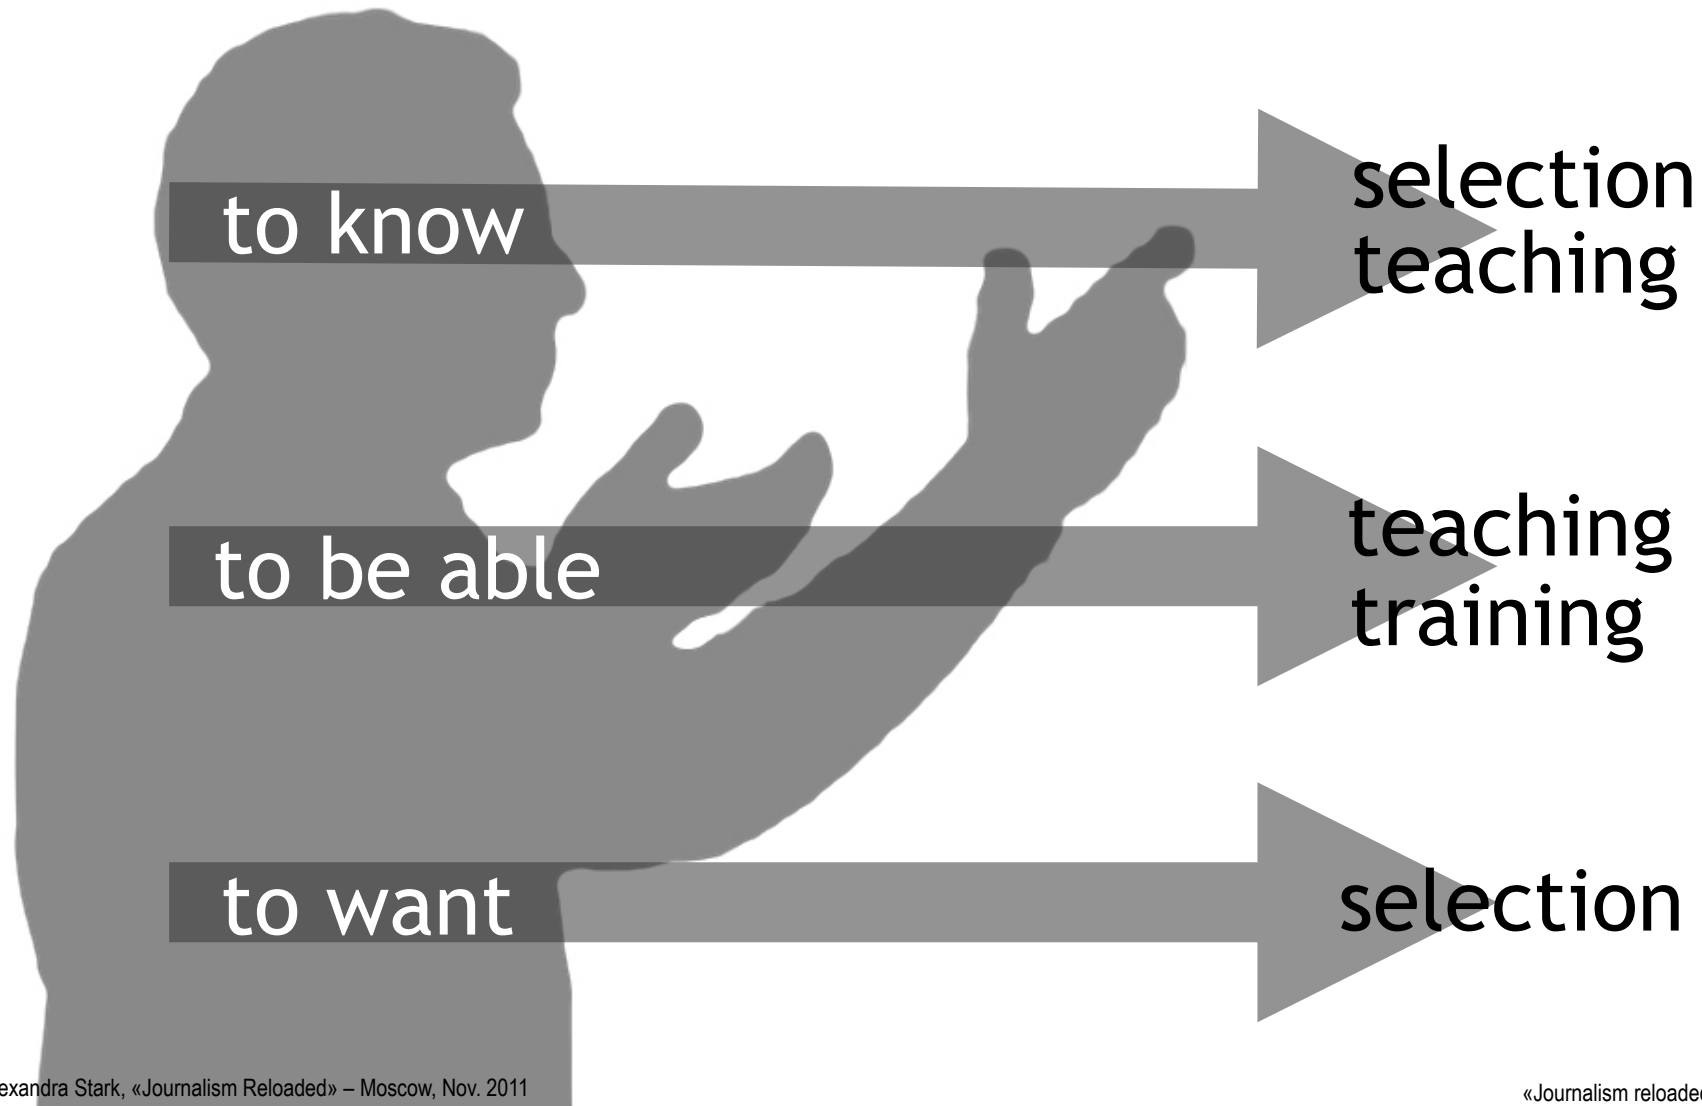 to know
selection
teaching
to be able
teaching
training
to want
selection
exandra Stark, «Journalism Reloaded» – Moscow, Nov. 2011
«Journalism reloaded